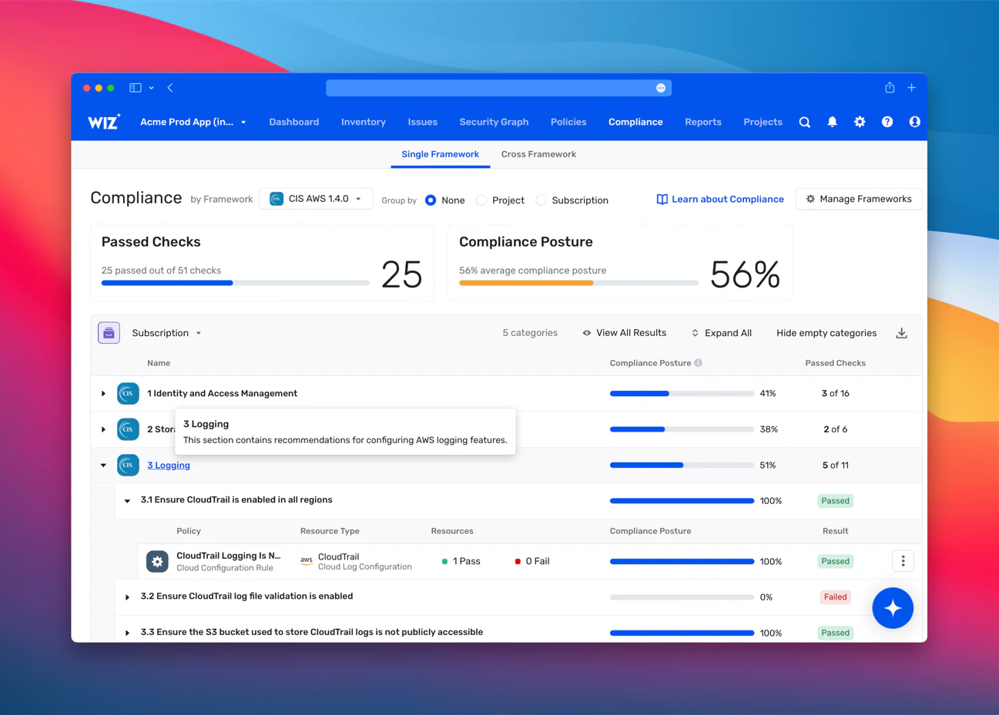 WIZ
Acme Prod App (in... Dashboard Inventory Issues Security Graph Policies Compliance Reports Projects
Single Framework Cross Framework
Compliance by Framework CIS AWS 1.4.0 Group by None Project Subscription Learn about Compliance Manage Frameworks
Passed Checks
25 passed out of 51 checks
25
Compliance Posture
56% average compliance posture
56%
Subscription 5 categories View All Results Expand All Hide empty categories
Name Compliance Posture Passed Checks
CIS 1 Identity and Access Management 41% 3 of 16
CIS 2 Stora 38% 2 of 6
3 Logging
This section contains recommendations for configuring AWS logging features.
CIS 3 Logging 51% 5 of 11
3.1 Ensure CloudTrail is enabled in all regions 100% Passed
Policy Resource Type Resources Compliance Posture Result
CloudTrail Logging Is N... aws CloudTrail 1 Pass 0 Fail 100% Passed
Cloud Configuration Rule Cloud Log Configuration
3.2 Ensure CloudTrail log file validation is enabled 0% Failed
3.3 Ensure the S3 bucket used to store CloudTrail logs is not publicly accessible 100% Passed